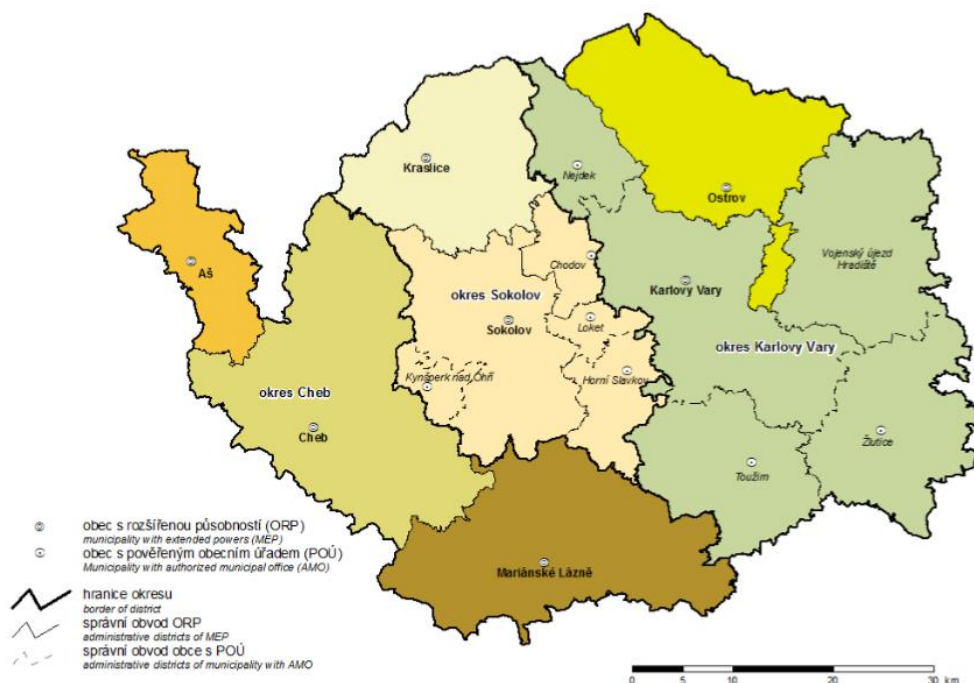 Kraslice
Nejdek
Ostrov
Aš
Chodov
Vojenský újezd
Hradiště
Karlovy Vary
okres Sokolov
Sokolov
Loket
okres Karlovy Vary
Kynšperk nad Ohří
Horní Slavkov
okres Cheb
Cheb
Žlutice
Toužim
Mariánské Lázně
obec s rozšířenou působností (ORP)
municipality with extended powers (MEP)
obec s pověřeným obecním úřadem (POÚ)
Municipality with authorized municipal office (AMO)
hranice okresu
border of district
správní obvod ORP
administrative districts of MEP
správní obvod obce s POÚ
administrative districts of municipality with AMO
0 5 10 20 30 km